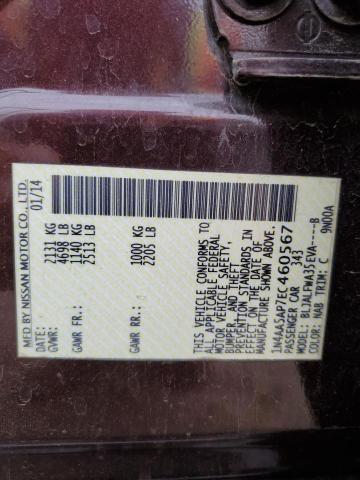 MFD BY NISSAN MOTOR CO., LTD.
01/14
GVWR: 2131 KG
4698 LB
GAWR FR: 1140 KG
2513 LB
GAWR RR: 1000 KG
2205 LB
THIS VEHICLE CONFORMS TO
ALL APPLICABLE FEDERAL
MOTOR VEHICLE SAFETY,
BUMPER, AND THEFT
PREVENTION STANDARDS IN
EFFECT ON THE DATE OF
MANUFACTURE SHOWN ABOVE.
1N4AA5AP7EC460567
PASSENGER CAR 343
MODEL: BLJALFWA35EVA----B
COLOR: NAB TRIM: C
9N00A